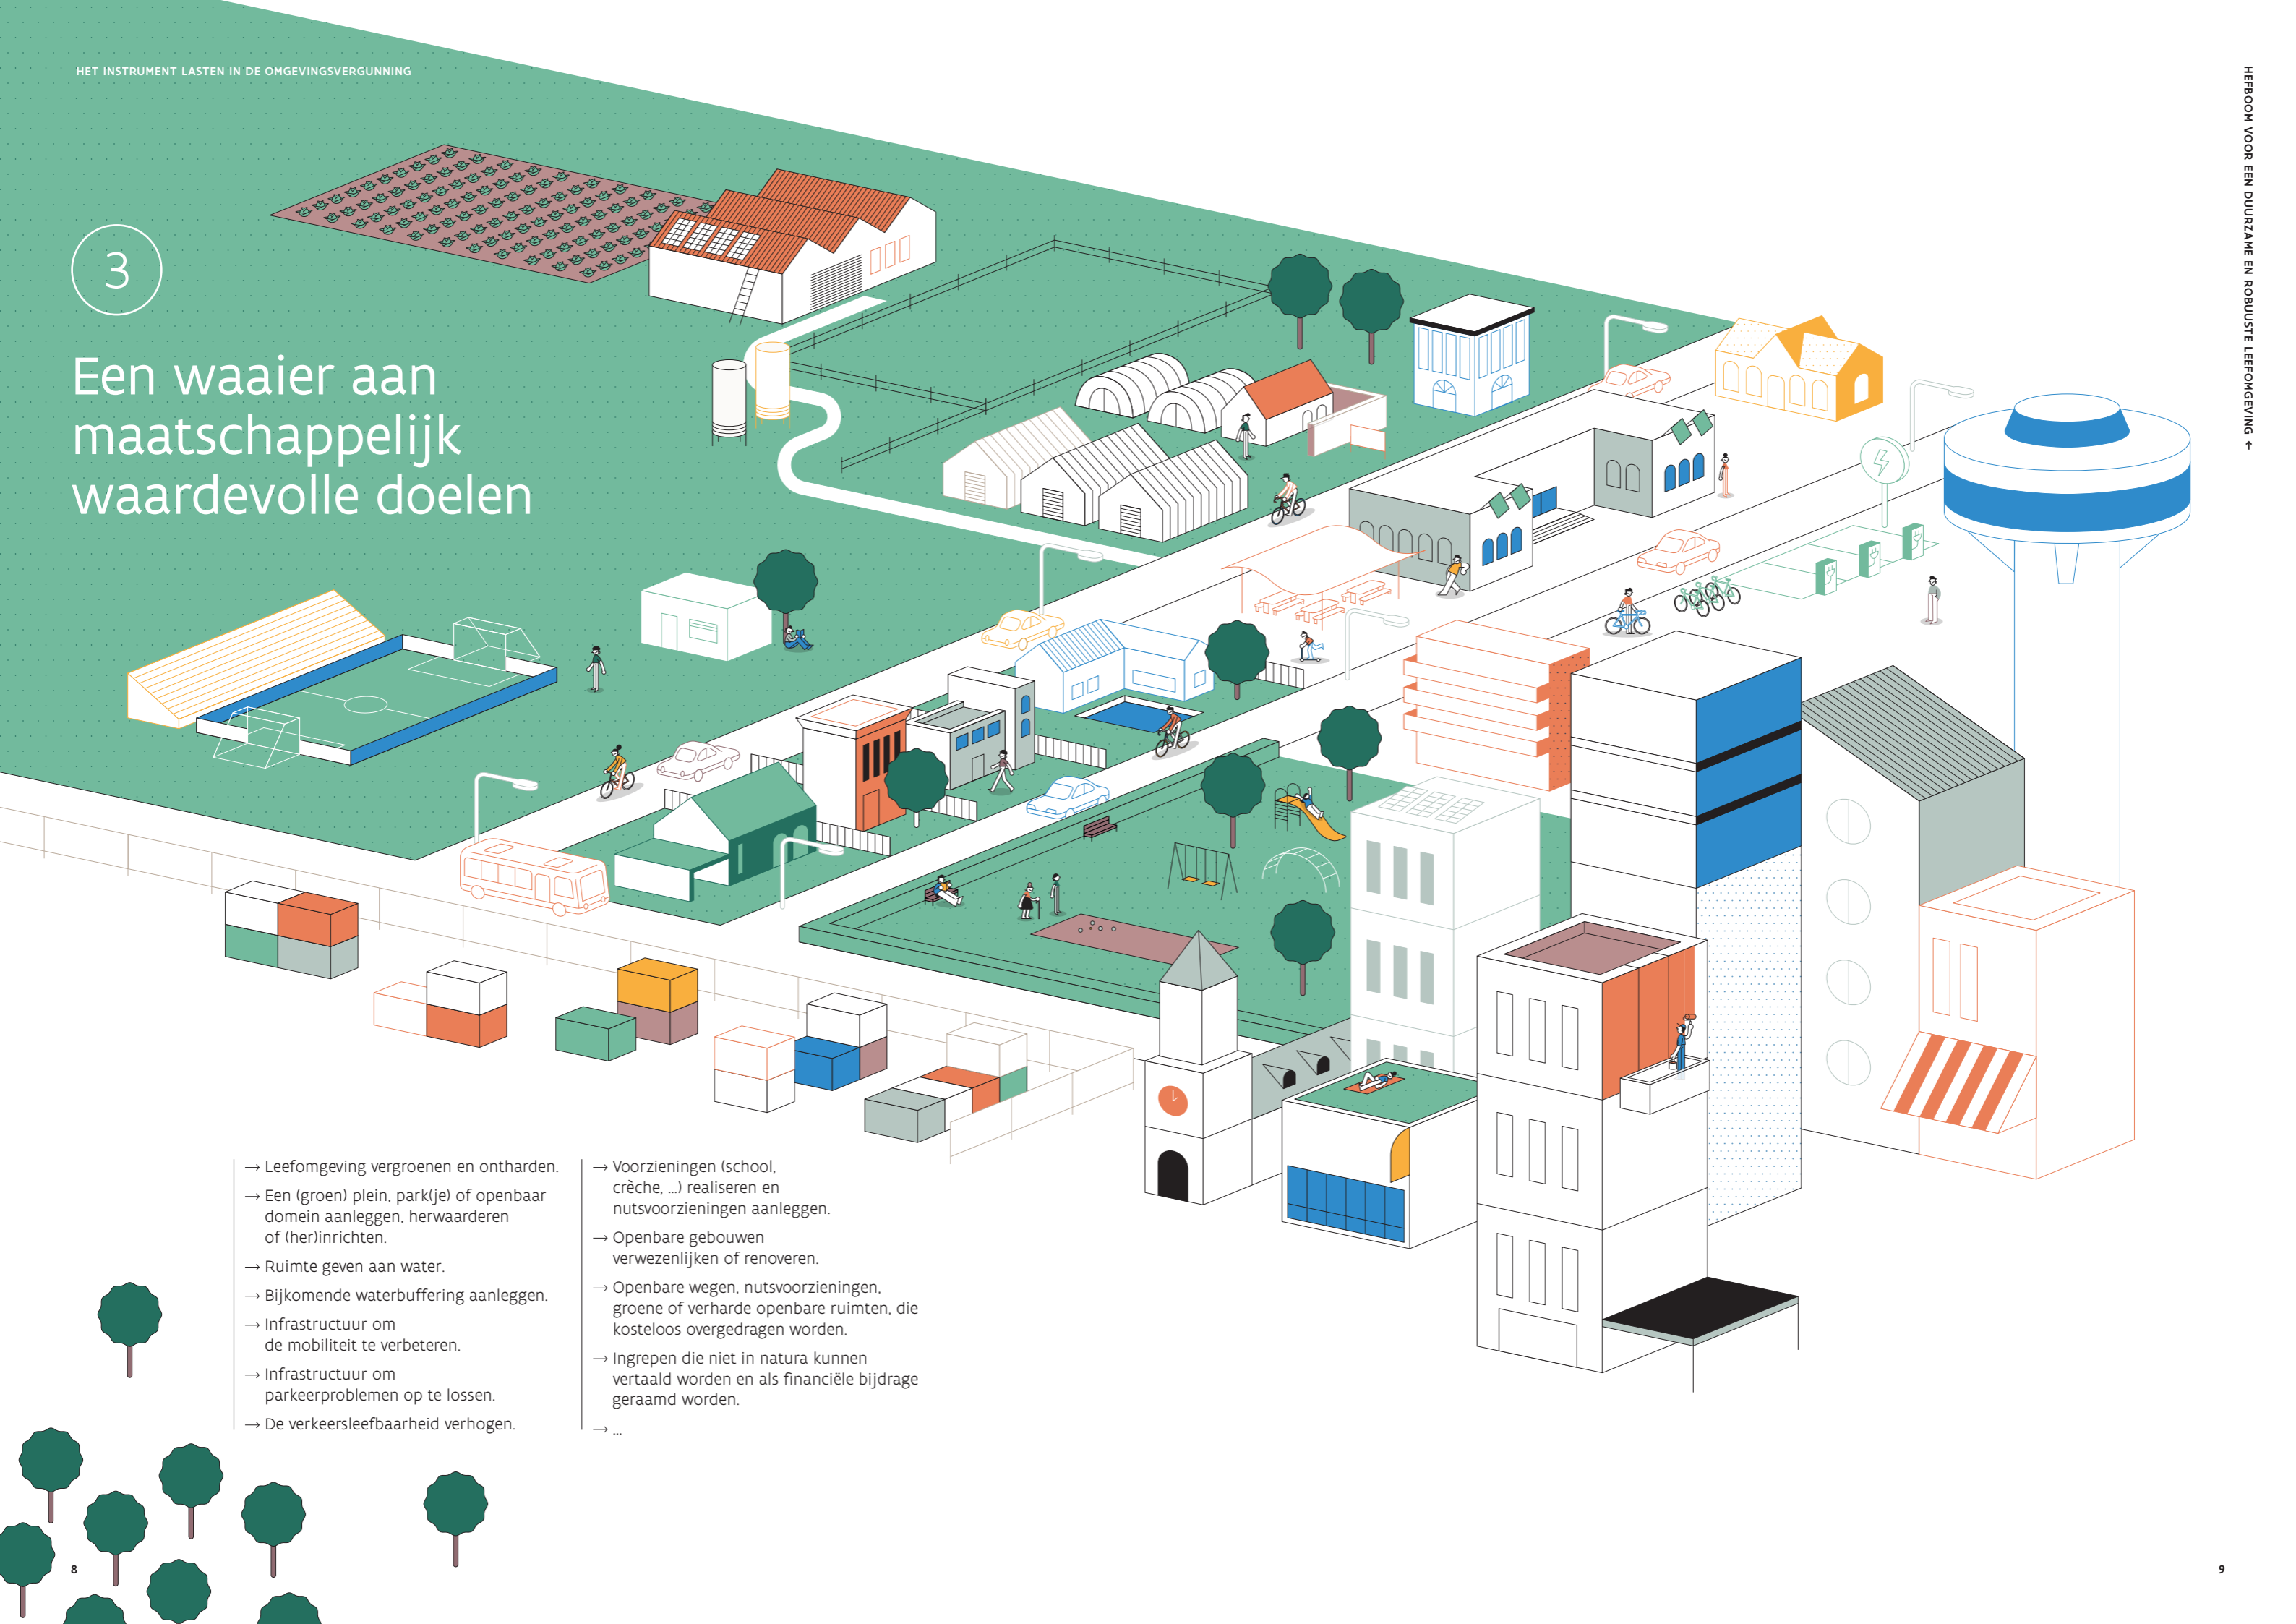 HET INSTRUMENT LASTEN IN DE OMGEVINGSVERGUNNING
HEFBOOM VOOR EEN DUURZAME EN ROBUUSTE LEEFOMGEVING ←
3
Een waaier aan
maatschappelijk
waardevolle doelen
→ Leefomgeving vergroenen en ontharden.
→ Een (groen) plein, park(je) of openbaar
domein aanleggen, herwaarderen
of (her)inrichten.
→ Ruimte geven aan water.
→ Bijkomende waterbuffering aanleggen.
→ Infrastructuur om
de mobiliteit te verbeteren.
→ Infrastructuur om
parkeerproblemen op te lossen.
→ De verkeersleefbaarheid verhogen.
→ Voorzieningen (school,
crèche, ...) realiseren en
nutsvoorzieningen aanleggen.
→ Openbare gebouwen
verwezenlijken of renoveren.
→ Openbare wegen, nutsvoorzieningen,
groene of verharde openbare ruimten, die
kosteloos overgedragen worden.
→ Ingrepen die niet in natura kunnen
vertaald worden en als financiële bijdrage
geraamd worden.
→ ...
8
9